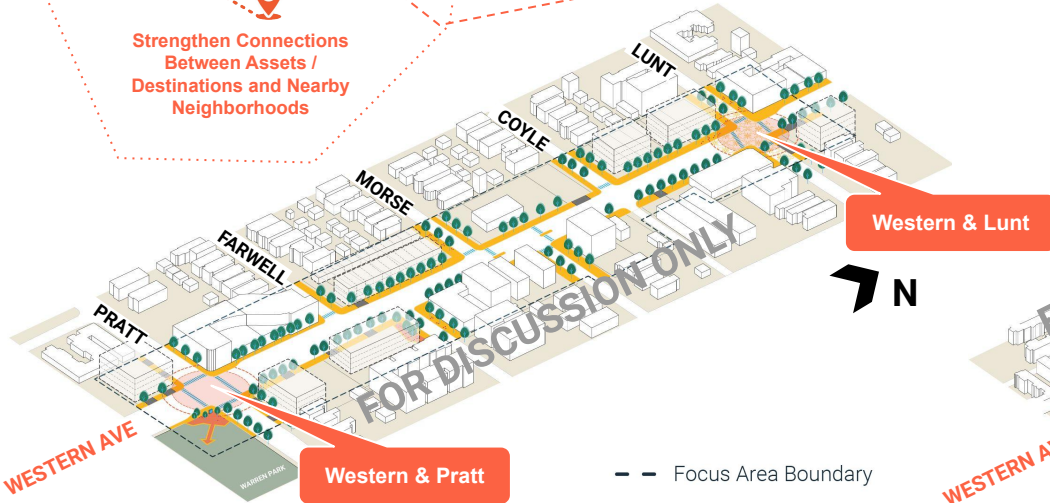 Strengthen Connections
Between Assets /
Destinations and Nearby
Neighborhoods
LUNT
COYLE
MORSE
FARWELL
PRATT
Western & Lunt
N
FOR DISCUSSION ONLY
WESTERN AVE
WARREN PARK
Western & Pratt
Focus Area Boundary
WESTERN AV